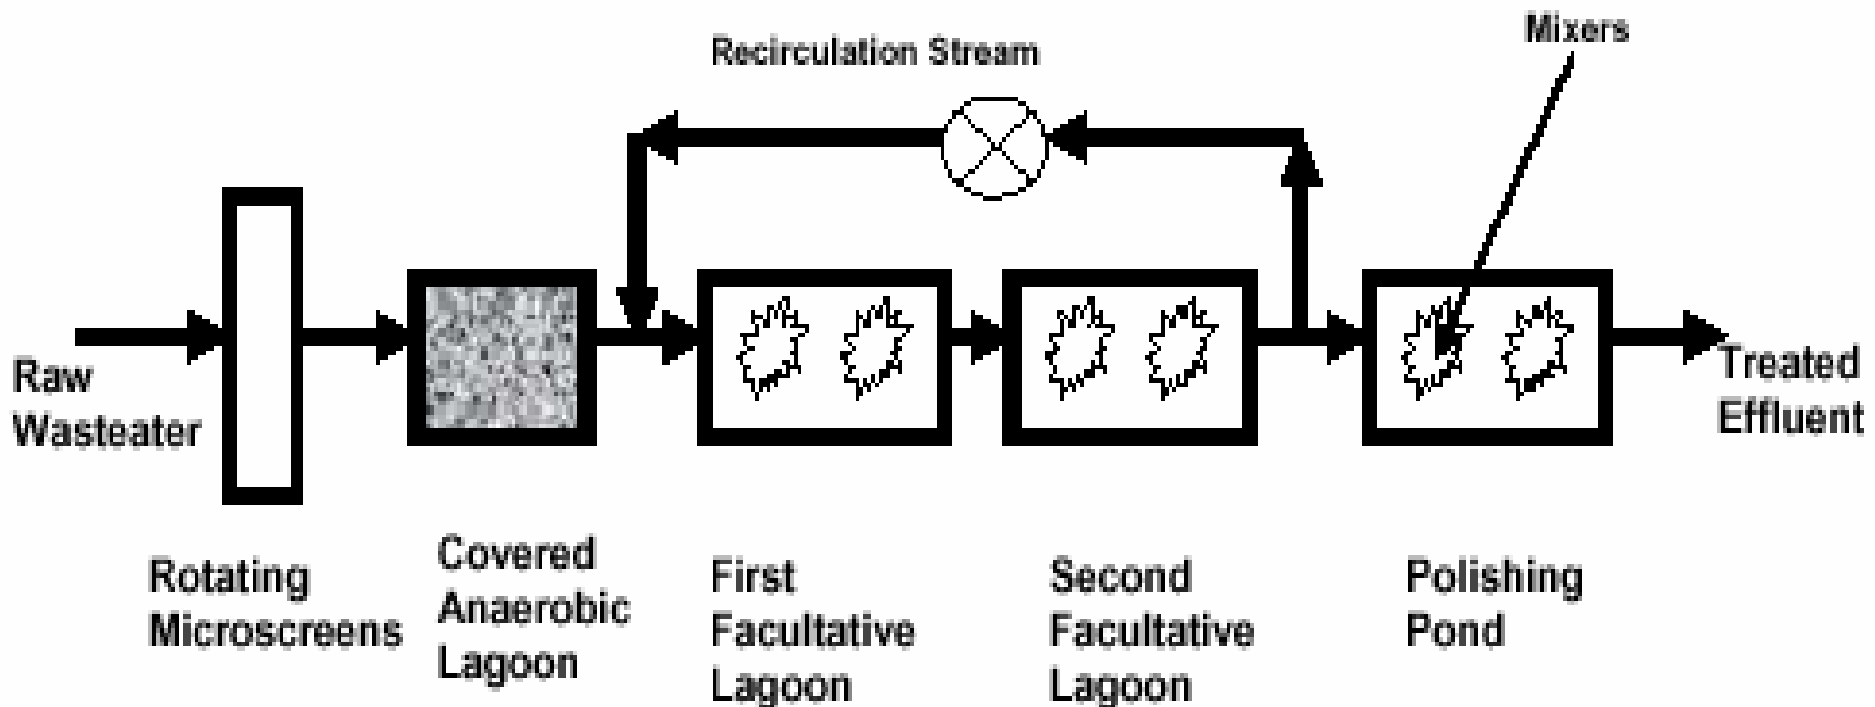 Mixers
Recirculation Stream
Raw
Wasteater
Treated
Effluent
Rotating
Microscreens
Covered
Anaerobic
Lagoon
First
Facultative
Lagoon
Second
Facultative
Lagoon
Polishing
Pond